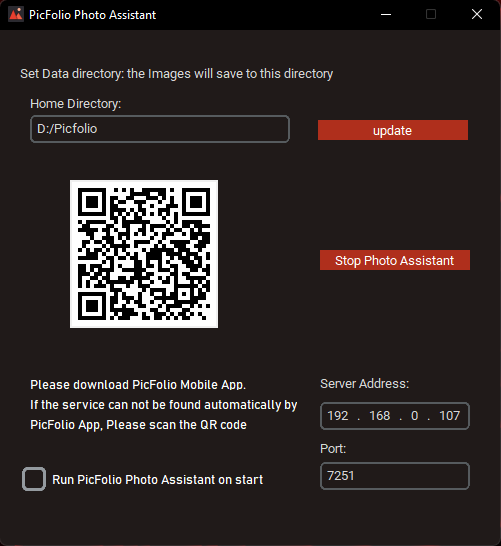 PicFolio Photo Assistant
Set Data directory: the Images will save to this directory
Home Directory:
D:/Picfolio
update
Stop Photo Assistant
Please download PicFolio Mobile App.
If the service can not be found automatically by
PicFolio App, Please scan the QR code
Run PicFolio Photo Assistant on start
Server Address:
192 . 168 . 0 . 107
Port:
7251